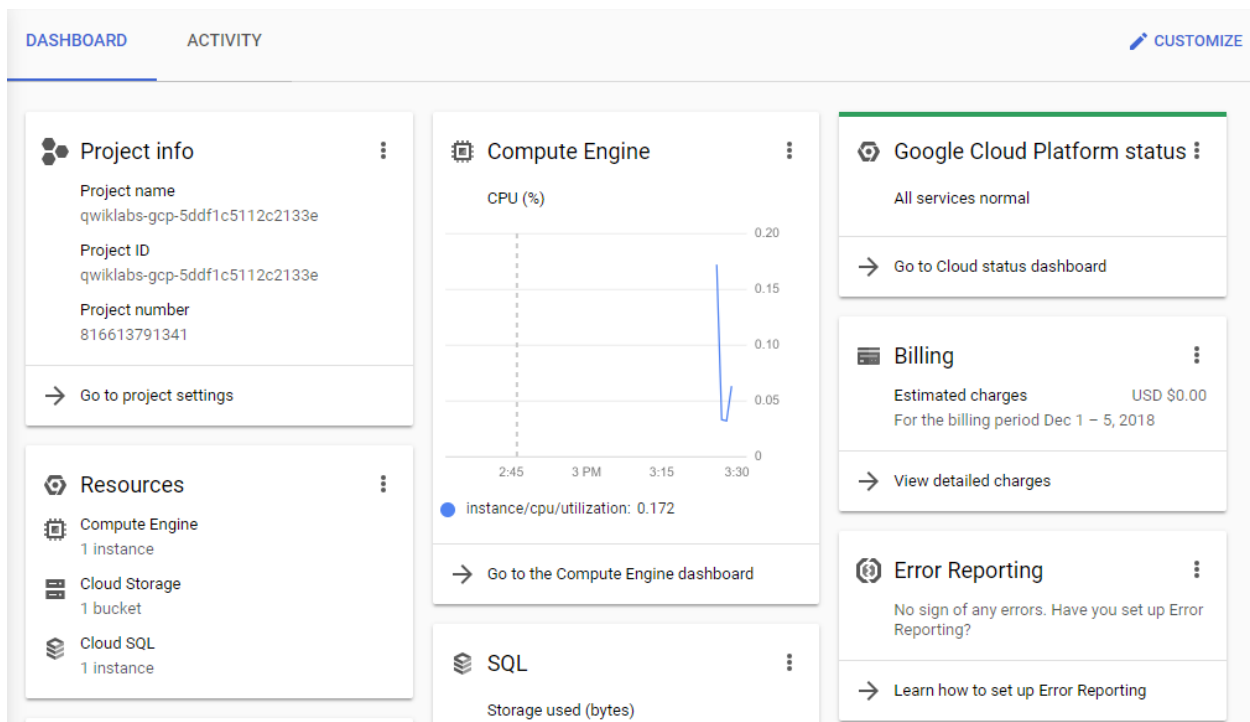 DASHBOARD
ACTIVITY
CUSTOMIZE
Project info
Project name
qwiklabs-gcp-5ddf1c5112c2133e
Project ID
qwiklabs-gcp-5ddf1c5112c2133e
Project number
816613791341
Go to project settings
Resources
Compute Engine
1 instance
Cloud Storage
1 bucket
Cloud SQL
1 instance
Compute Engine
CPU (%)
0.20
0.15
0.10
0.05
0
2:45 3 PM 3:15 3:30
instance/cpu/utilization: 0.172
Go to the Compute Engine dashboard
SQL
Storage used (bytes)
Google Cloud Platform status
All services normal
Go to Cloud status dashboard
Billing
Estimated charges USD $0.00
For the billing period Dec 1 – 5, 2018
View detailed charges
Error Reporting
No sign of any errors. Have you set up Error
Reporting?
Learn how to set up Error Reporting